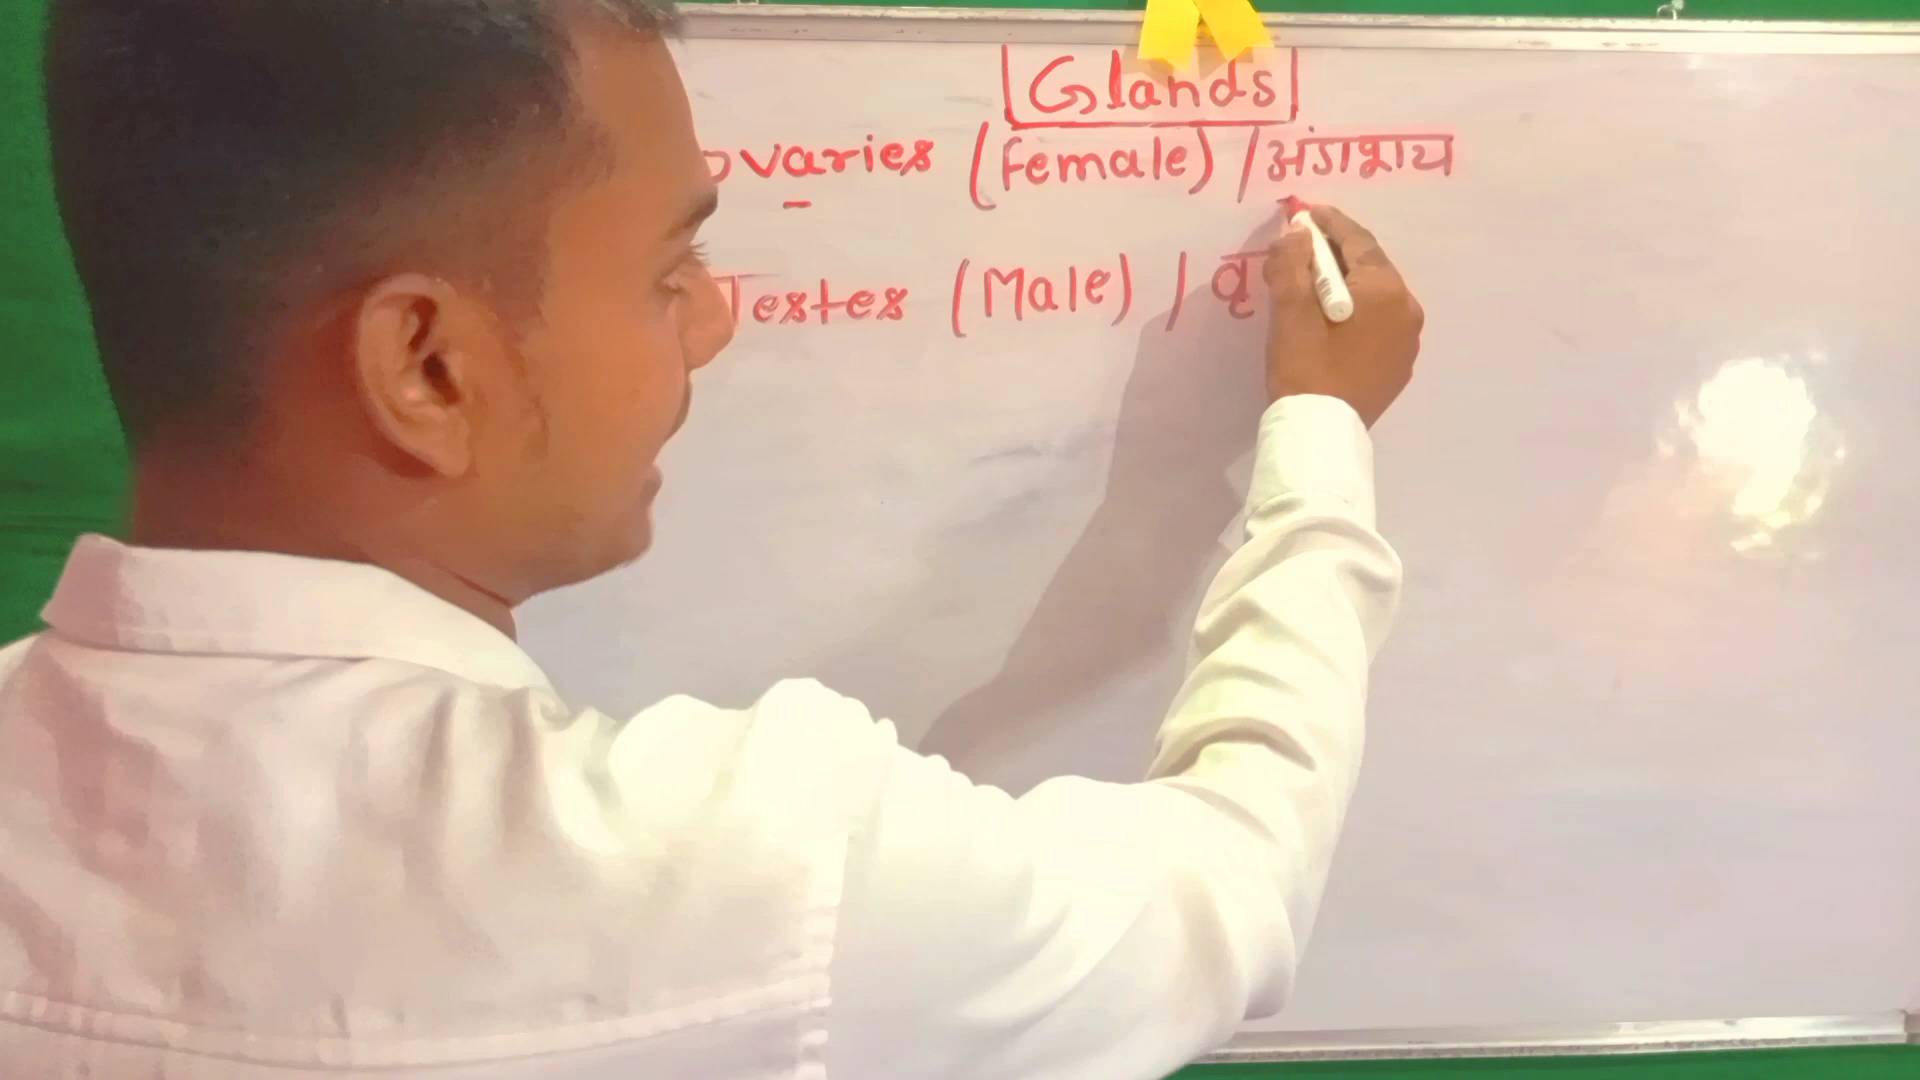 Glands
ovaries (Female) / अंडाशय
Testes (Male) /